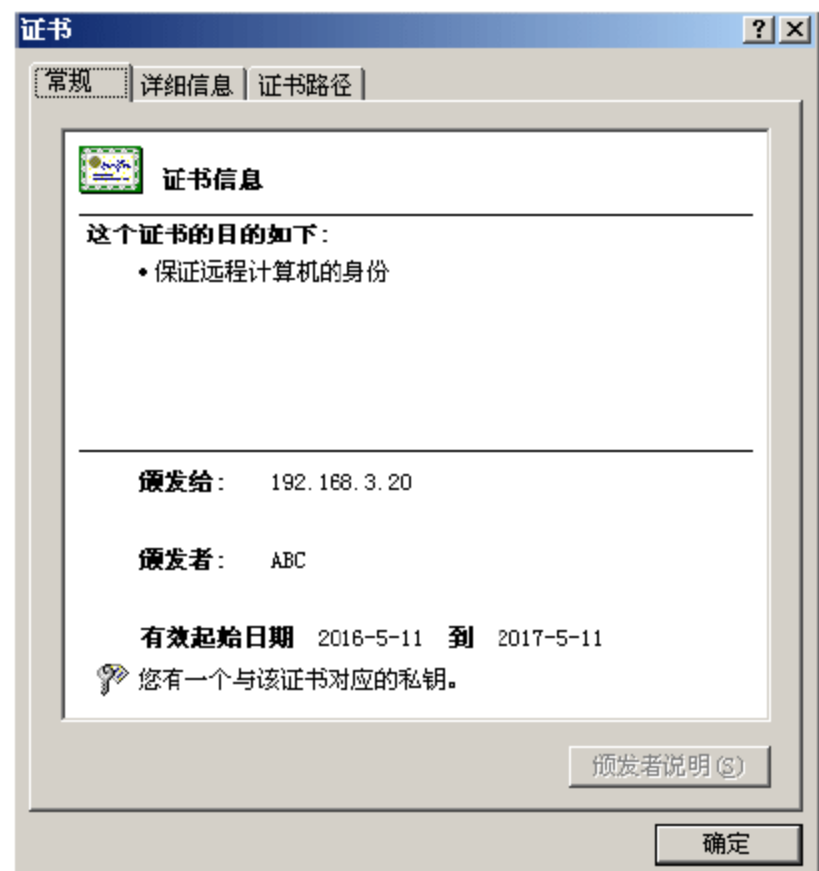 证书
常规 详细信息 证书路径
证书信息
这个证书的目的如下:
•保证远程计算机的身份
颁发给: 192.168.3.20
颁发者: ABC
有效起始日期 2016-5-11 到 2017-5-11
您有一个与该证书对应的私钥。
颁发者说明(S)
确定